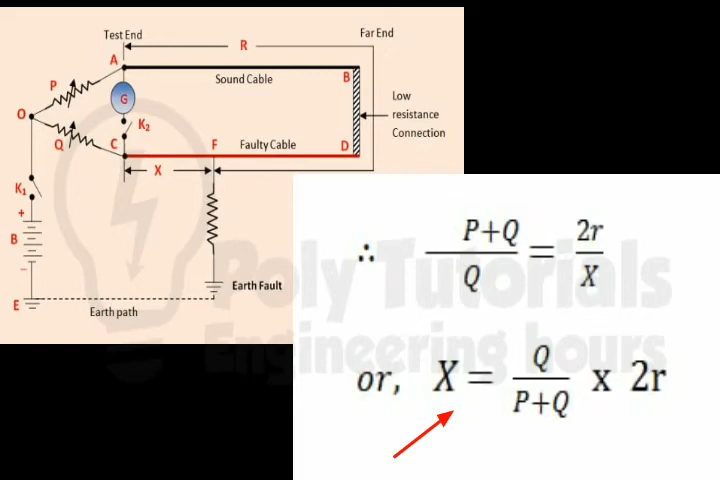 Test End
Far End
R
A
P
Sound Cable
B
G
Low
resistance
Connection
O
K2
Q
C
F
Faulty Cable
D
X
K1
+
B
−
Earth Fault
E
Earth path
∴ P+Q/Q = 2r/X
or, X = Q/P+Q x 2r
Poly Tutorials
Engineering hours